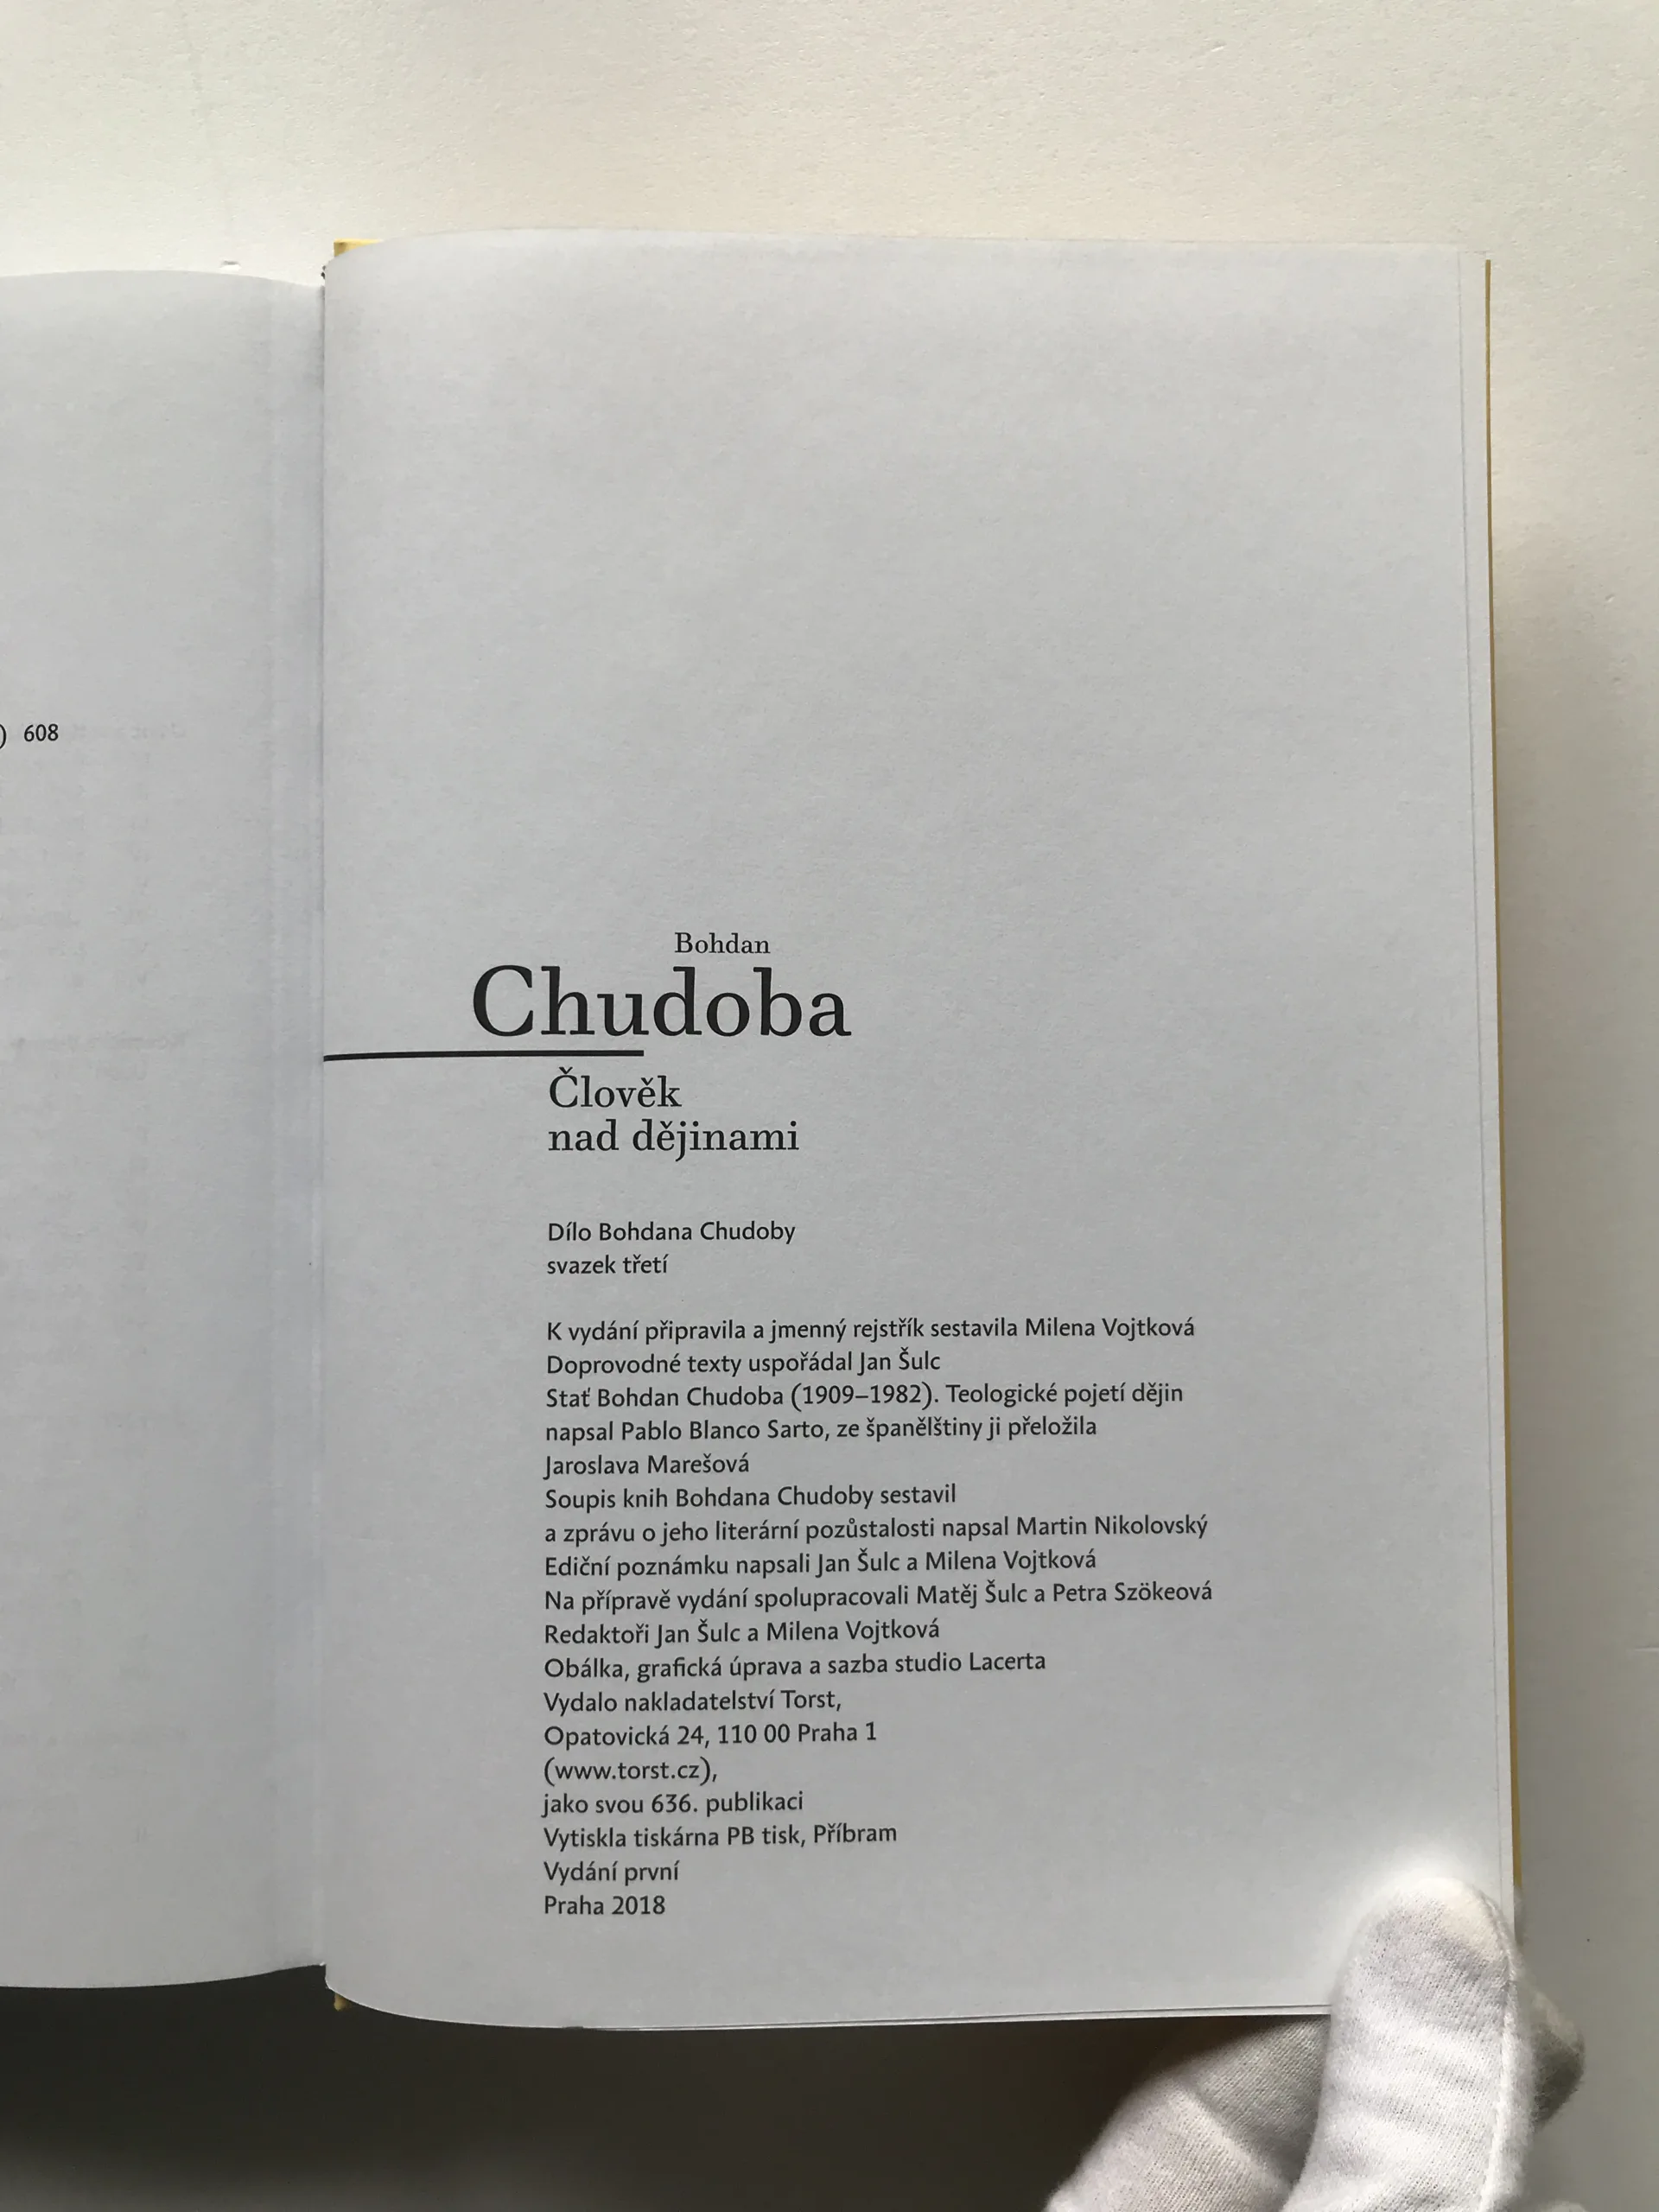 ) 608
Bohdan
Chudoba
Člověk
nad dějinami
Dílo Bohdana Chudoby
svazek třetí
K vydání připravila a jmenný rejstřík sestavila Milena Vojtková
Doprovodné texty uspořádal Jan Šulc
Stať Bohdan Chudoba (1909–1982). Teologické pojetí dějin
napsal Pablo Blanco Sarto, ze španělštiny ji přeložila
Jaroslava Marešová
Soupis knih Bohdana Chudoby sestavil
a zprávu o jeho literární pozůstalosti napsal Martin Nikolovský
Ediční poznámku napsali Jan Šulc a Milena Vojtková
Na přípravě vydání spolupracovali Matěj Šulc a Petra Szökeová
Redaktoři Jan Šulc a Milena Vojtková
Obálka, grafická úprava a sazba studio Lacerta
Vydalo nakladatelství Torst,
Opatovická 24, 110 00 Praha 1
(www.torst.cz),
jako svou 636. publikaci
Vytiskla tiskárna PB tisk, Příbram
Vydání první
Praha 2018